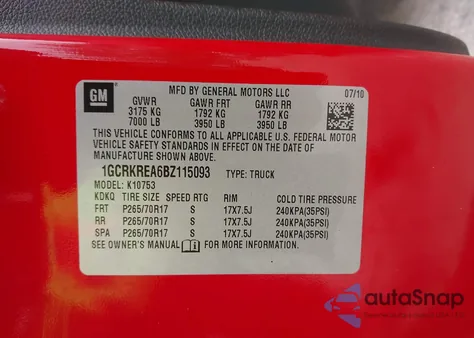 MFD BY GENERAL MOTORS LLC 07/10
GM
GVWR GAWR FRT GAWR RR
3175 KG 1792 KG 1792 KG
7000 LB 3950 LB 3950 LB
THIS VEHICLE CONFORMS TO ALL APPLICABLE U.S. FEDERAL MOTOR
VEHICLE SAFETY STANDARDS IN EFFECT ON THE DATE OF
MANUFACTURE SHOWN ABOVE.
1GCRKREA6BZ115093 TYPE: TRUCK
MODEL: K10753
KDKQ TIRE SIZE SPEED RTG RIM COLD TIRE PRESSURE
FRT P265/70R17 S 17X7.5J 240KPA(35PSI)
RR P265/70R17 S 17X7.5J 240KPA(35PSI)
SPA P265/70R17 S 17X7.5J 240KPA(35PSI)
SEE OWNER'S MANUAL FOR MORE INFORMATION
autoSnap